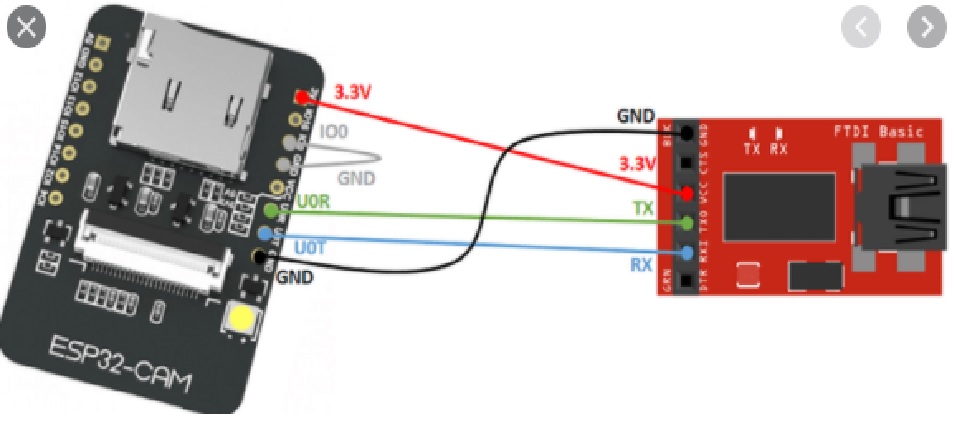 3.3V
IO0
GND
U0R
U0T
GND
ESP32-CAM
GND
3.3V
TX
RX
FTDI Basic
TX RX
BLK
GND
CTS
VCC
TXO
RXI
DTR
GRN